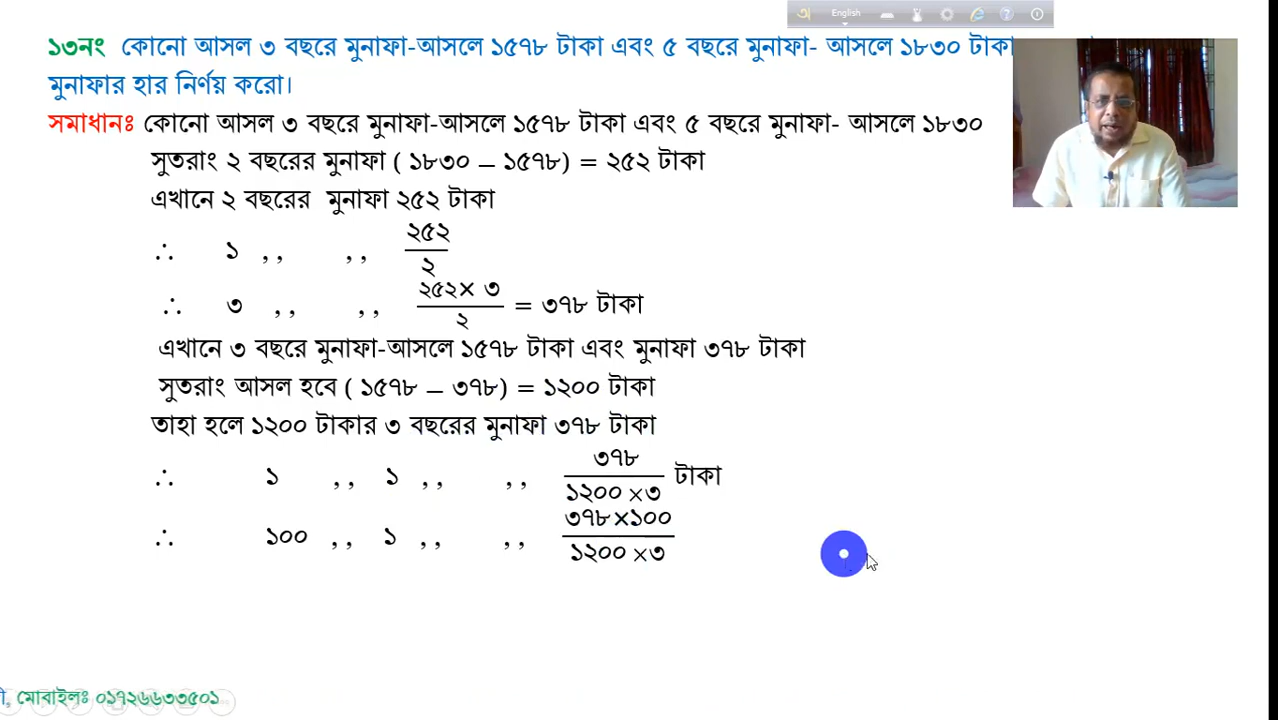 অ English
১৩নং কোনো আসল ৩ বছরে মুনাফা-আসলে ১৫৭৮ টাকা এবং ৫ বছরে মুনাফা- আসলে ১৮৩০ টাকা
মুনাফার হার নির্ণয় করো।
সমাধানঃ কোনো আসল ৩ বছরে মুনাফা-আসলে ১৫৭৮ টাকা এবং ৫ বছরে মুনাফা- আসলে ১৮৩০
সুতরাং ২ বছরের মুনাফা ( ১৮৩০ – ১৫৭৮) = ২৫২ টাকা
এখানে ২ বছরের মুনাফা ২৫২ টাকা
∴ ১ ,, ,, ২৫২/২
∴ ৩ ,, ,, ২৫২× ৩/২ = ৩৭৮ টাকা
এখানে ৩ বছরে মুনাফা-আসলে ১৫৭৮ টাকা এবং মুনাফা ৩৭৮ টাকা
সুতরাং আসল হবে ( ১৫৭৮ – ৩৭৮) = ১২০০ টাকা
তাহা হলে ১২০০ টাকার ৩ বছরের মুনাফা ৩৭৮ টাকা
∴ ১ ,, ১ ,, ,, ৩৭৮/১২০০ ×৩ টাকা
∴ ১০০ ,, ১ ,, ,, ৩৭৮×১০০/১২০০ ×৩
মোবাইলঃ ০১৭২৬৬৩৩৫০১